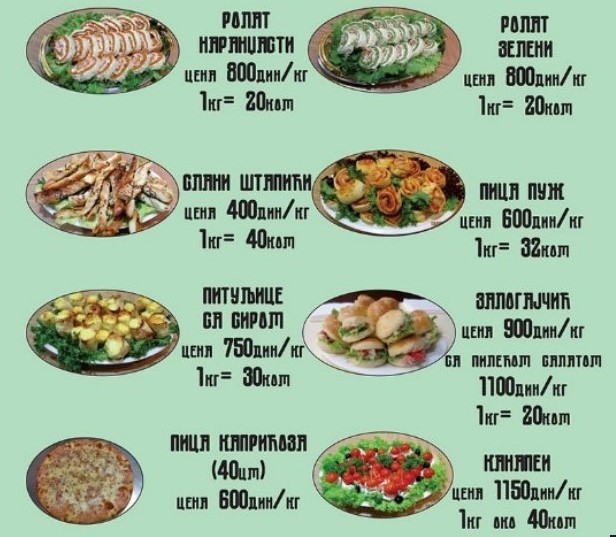 РОЛАТ
НАРАНЏАСТИ
ЦЕНА 800ДИН/КГ
1КГ= 20КОМ
РОЛАТ
ЗЕЛЕНИ
ЦЕНА 800ДИН/КГ
1КГ= 20КОМ
СЛАНИ ШТАПИЋИ
ЦЕНА 400ДИН/КГ
1КГ= 40КОМ
ПИЦА ПУЖ
ЦЕНА 600ДИН/КГ
1КГ= 32КОМ
ПИТУЉИЦЕ
СА СИРОМ
ЦЕНА 750ДИН/КГ
1КГ= 30КОМ
ЗАЛОГАЈЧИЋ
ЦЕНА 900ДИН/КГ
СА ПИЛЕЋОМ САЛАТОМ
1100ДИН/КГ
1КГ= 20КОМ
ПИЦА КАПРИЋОЗА
(40ЦМ)
ЦЕНА 600ДИН/КГ
КАНАПЕИ
ЦЕНА 1150ДИН/КГ
1КГ ОКО 40КОМ